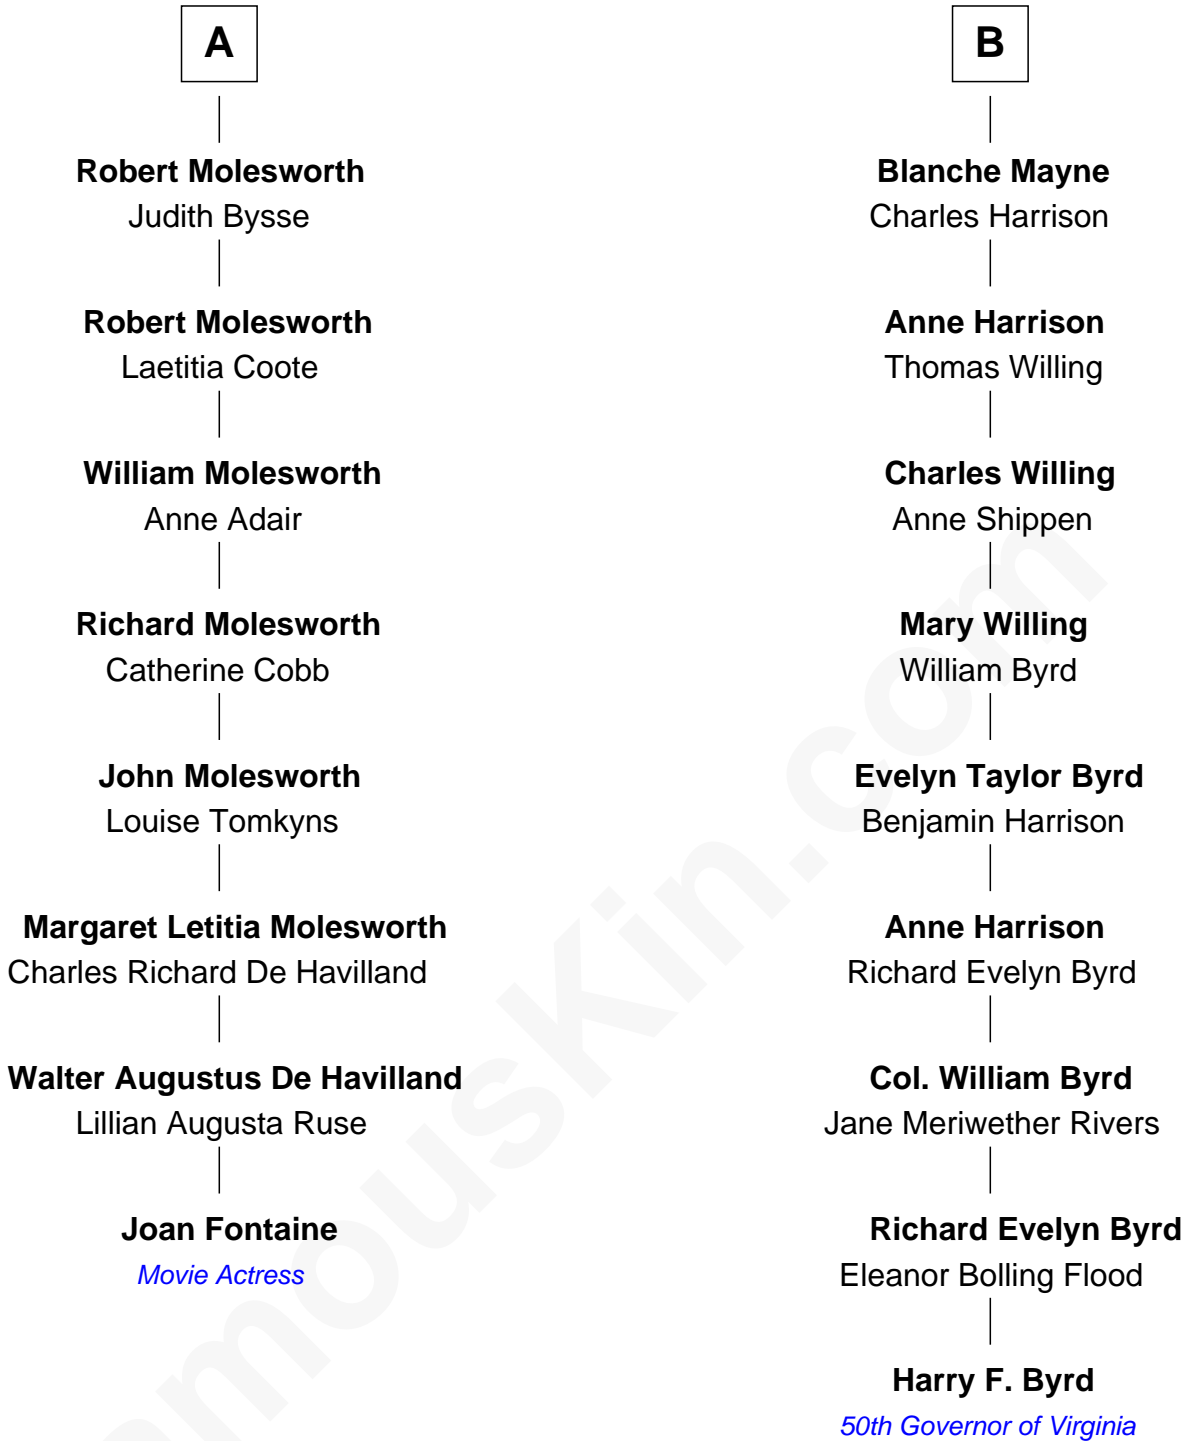 A
Robert Molesworth
Judith Bysse
Robert Molesworth
Laetitia Coote
William Molesworth
Anne Adair
Richard Molesworth
Catherine Cobb
John Molesworth
Louise Tomkyns
Margaret Letitia Molesworth
Charles Richard De Havilland
Walter Augustus De Havilland
Lillian Augusta Ruse
Joan Fontaine
Movie Actress
B
Blanche Mayne
Charles Harrison
Anne Harrison
Thomas Willing
Charles Willing
Anne Shippen
Mary Willing
William Byrd
Evelyn Taylor Byrd
Benjamin Harrison
Anne Harrison
Richard Evelyn Byrd
Col. William Byrd
Jane Meriwether Rivers
Richard Evelyn Byrd
Eleanor Bolling Flood
Harry F. Byrd
50th Governor of Virginia
amousKin.com